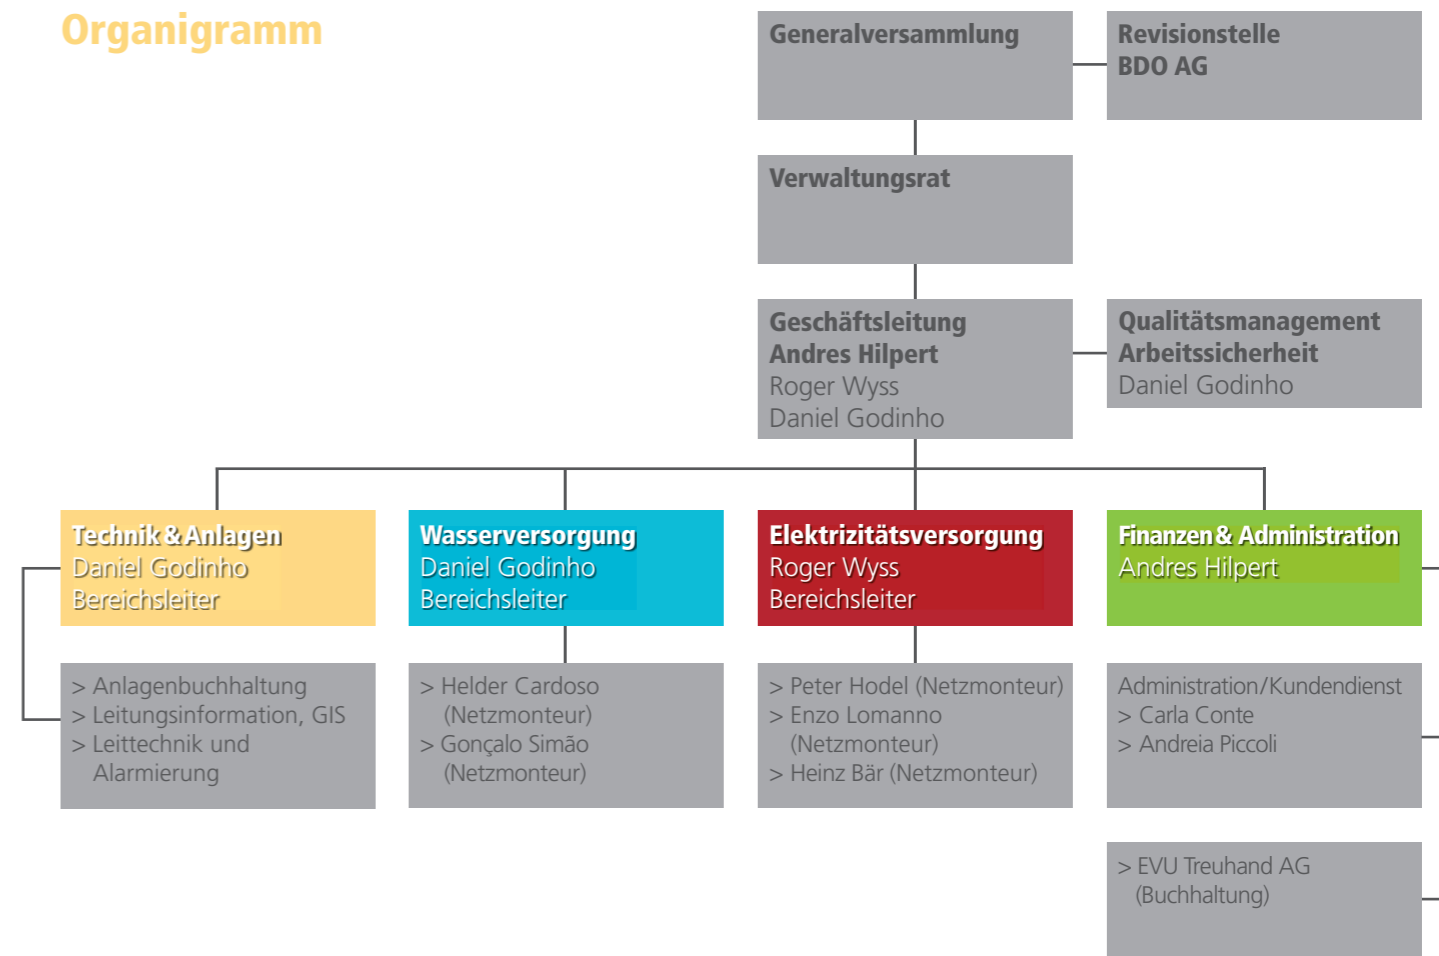 Organigramm
Generalversammlung
Revisionstelle
BDO AG
Verwaltungsrat
Geschäftsleitung
Andres Hilpert
Roger Wyss
Daniel Godinho
Qualitätsmanagement
Arbeitssicherheit
Daniel Godinho
Technik & Anlagen
Daniel Godinho
Bereichsleiter
Wasserversorgung
Daniel Godinho
Bereichsleiter
Elektrizitätsversorgung
Roger Wyss
Bereichsleiter
Finanzen & Administration
Andres Hilpert
> Anlagenbuchhaltung
> Leitungsinformation, GIS
> Leittechnik und
Alarmierung
> Helder Cardoso
(Netzmonteur)
> Gonçalo Simão
(Netzmonteur)
> Peter Hodel (Netzmonteur)
> Enzo Lomanno
(Netzmonteur)
> Heinz Bär (Netzmonteur)
Administration/Kundendienst
> Carla Conte
> Andreia Piccoli
> EVU Treuhand AG
(Buchhaltung)